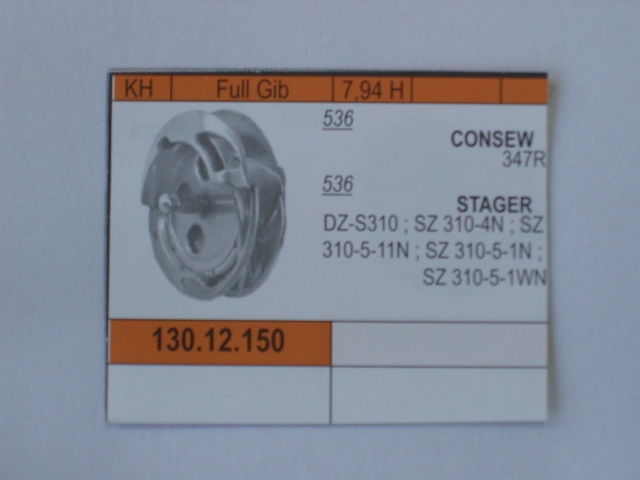 KH Full Gib 7,94 H
536
CONSEW
347R
536
STAGER
DZ-S310 ; SZ 310-4N ; SZ
310-5-11N ; SZ 310-5-1N ;
SZ 310-5-1WN
130.12.150